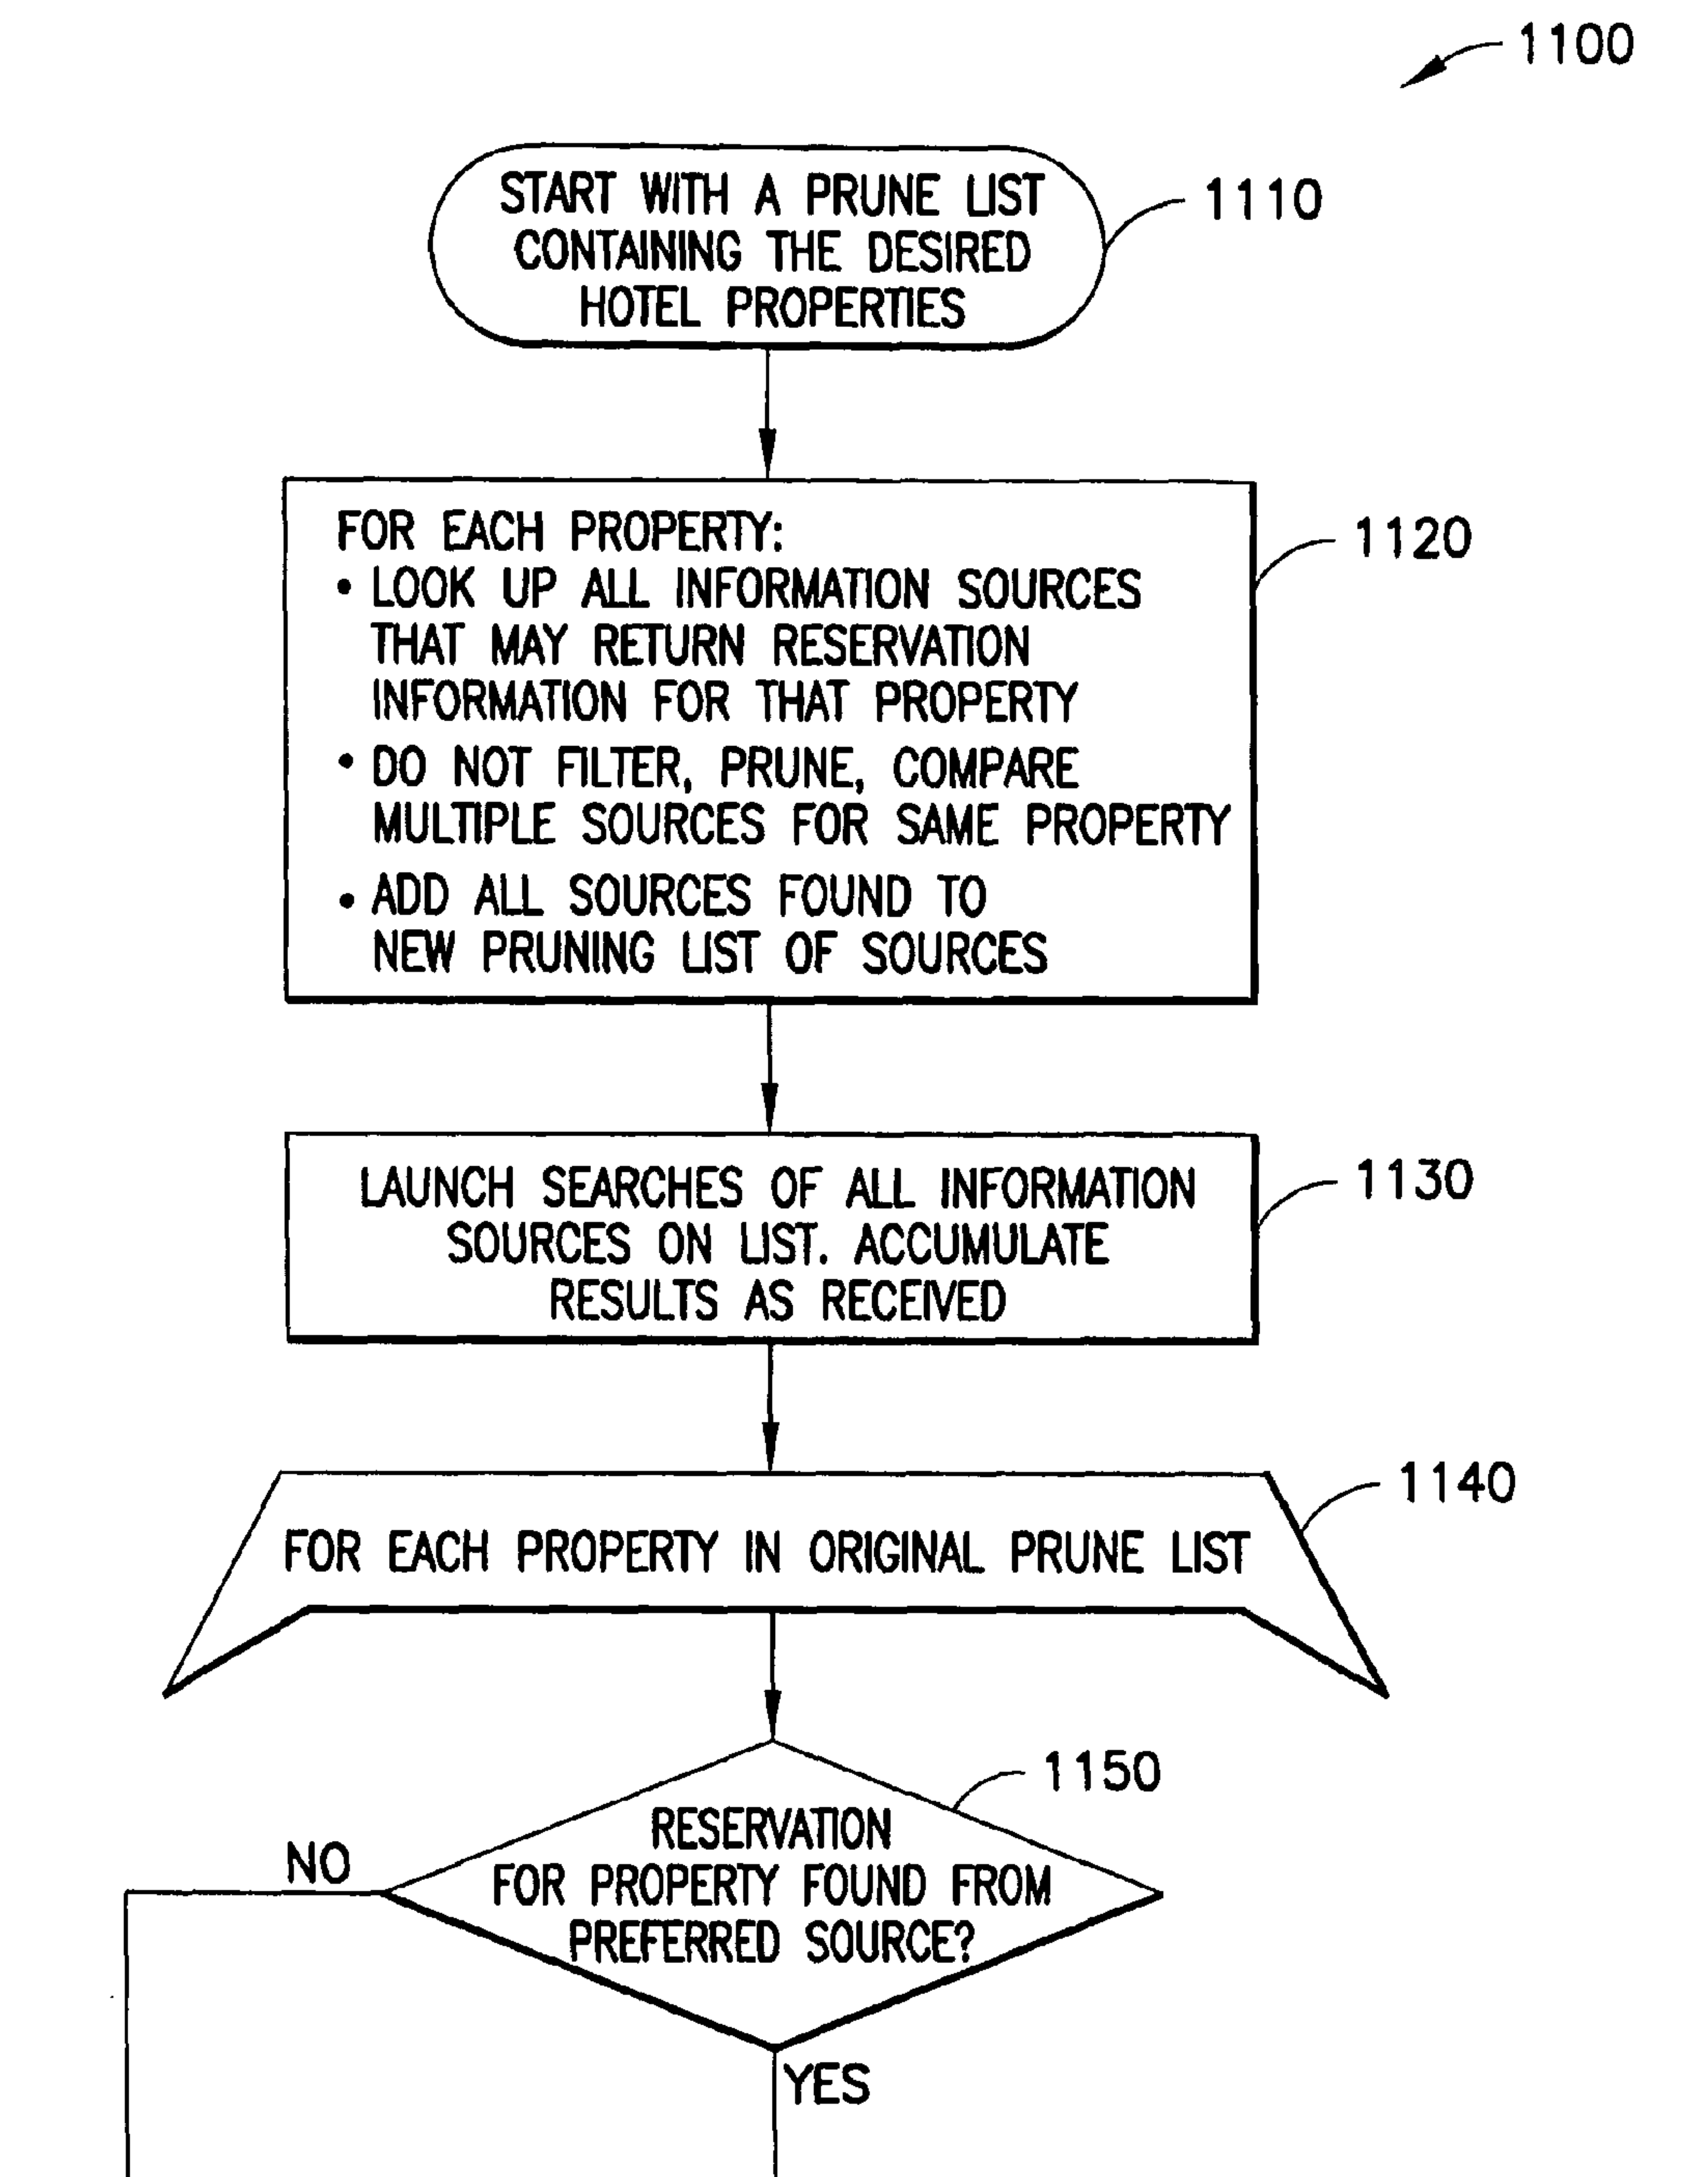 1100
START WITH A PRUNE LIST
CONTAINING THE DESIRED
HOTEL PROPERTIES
1110
FOR EACH PROPERTY:
• LOOK UP ALL INFORMATION SOURCES
THAT MAY RETURN RESERVATION
INFORMATION FOR THAT PROPERTY
• DO NOT FILTER, PRUNE, COMPARE
MULTIPLE SOURCES FOR SAME PROPERTY
• ADD ALL SOURCES FOUND TO
NEW PRUNING LIST OF SOURCES
1120
LAUNCH SEARCHES OF ALL INFORMATION
SOURCES ON LIST. ACCUMULATE
RESULTS AS RECEIVED
1130
FOR EACH PROPERTY IN ORIGINAL PRUNE LIST
1140
RESERVATION
FOR PROPERTY FOUND FROM
PREFERRED SOURCE?
1150
NO
YES